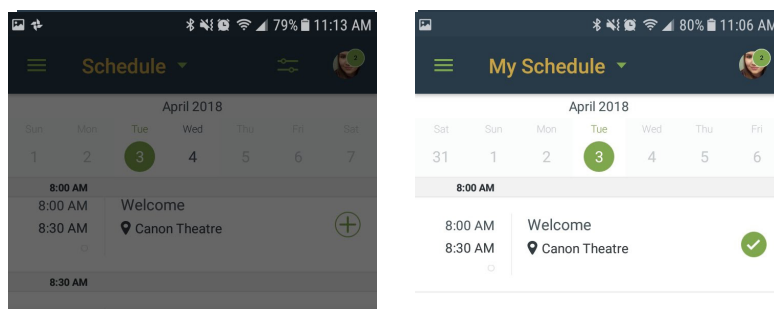 79% 11:13 AM
Schedule
2
April 2018
Sun Mon Tue Wed Thu Fri Sat
1 2 3 4 5 6 7
8:00 AM
8:00 AM Welcome
8:30 AM Canon Theatre
8:30 AM
80% 11:06 AM
My Schedule
2
April 2018
Sat Sun Mon Tue Wed Thu Fri
31 1 2 3 4 5 6
8:00 AM
8:00 AM Welcome
8:30 AM Canon Theatre